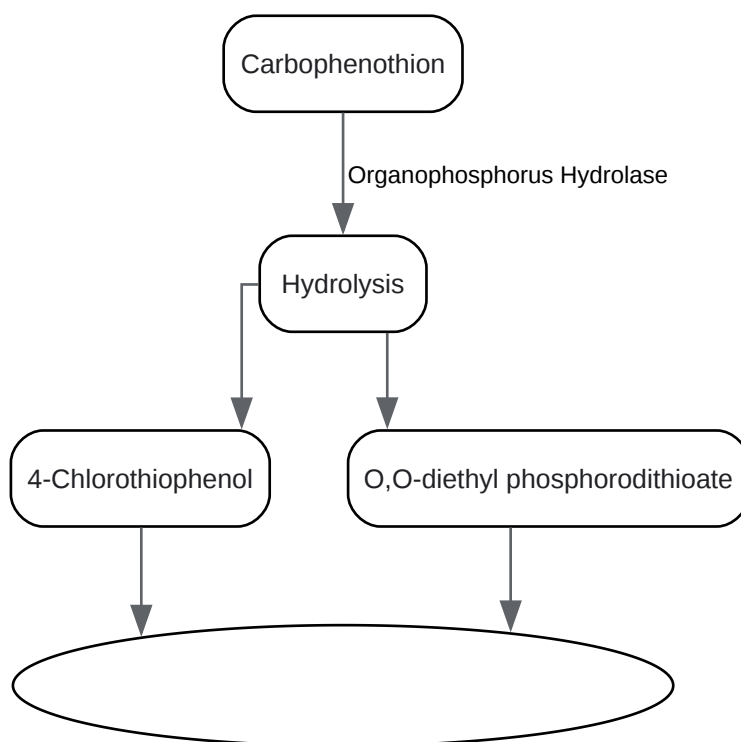 Carbophenothion
Organophosphorus Hydrolase
Hydrolysis
4-Chlorothiophenol
O,O-diethyl phosphorodithioate